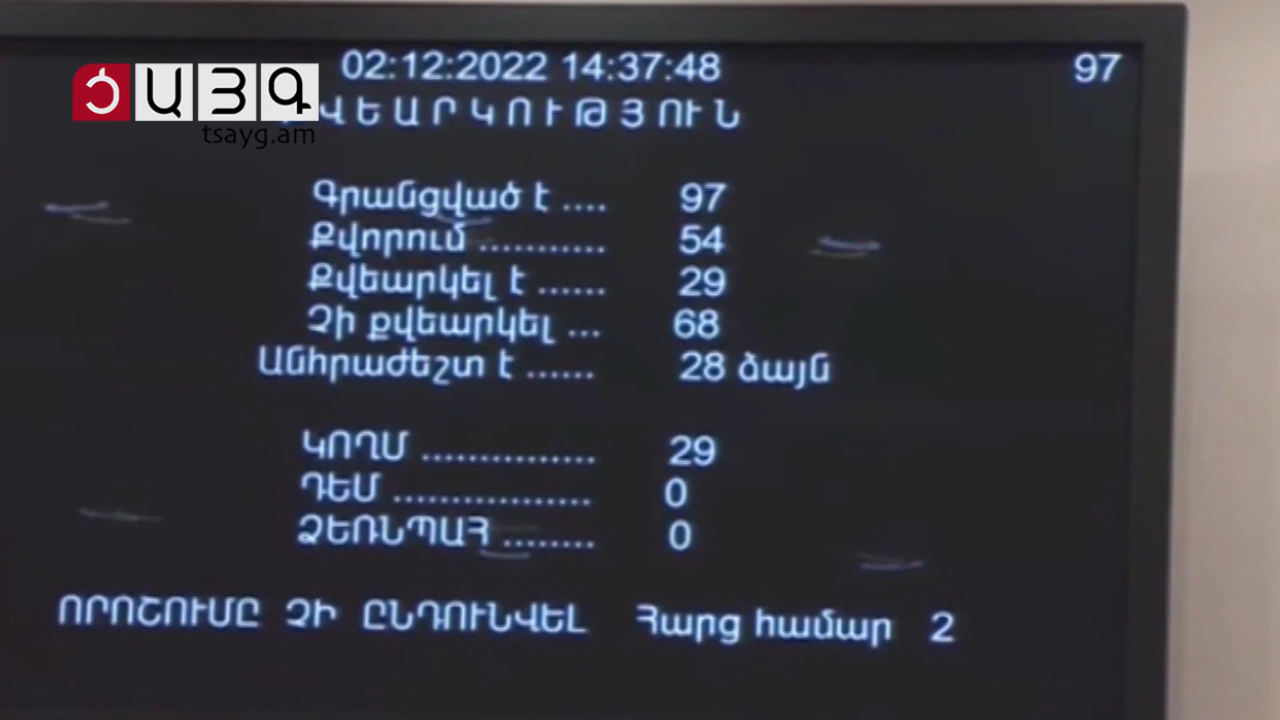 02:12:2022 14:37:48 97
ԾԱՅԳ
ՎԵԱՐԿՈՒԹՅՈՒՆ
tsayg.am
Գրանցված է .... 97
Քվորում ........... 54
Քվեարկել է ...... 29
Չի քվեարկել ... 68
Անհրաժեշտ է ...... 28 ձայն
ԿՈՂՄ ............... 29
ԴԵՄ ................. 0
ՁԵՌՆՊԱՀ ........ 0
ՈՐՈՇՈՒՄԸ ՉԻ ԸՆԴՈՒՆՎԵԼ Հարց համար 2